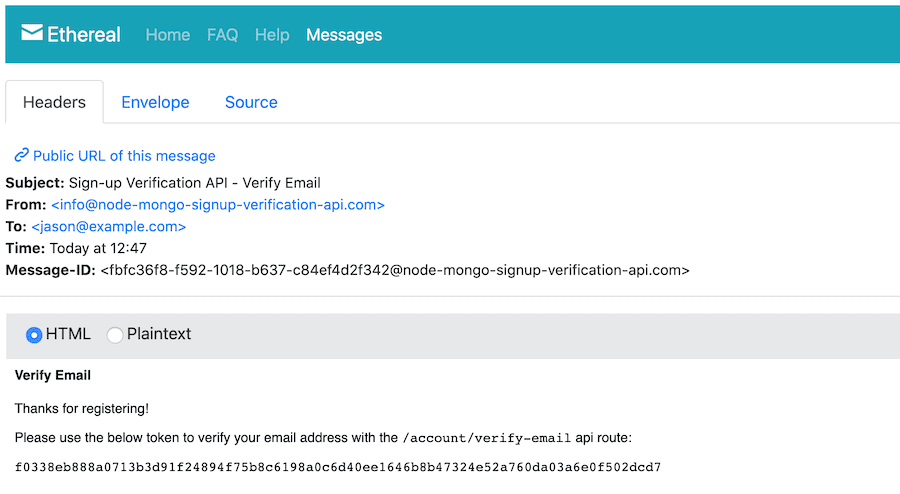 Ethereal Home FAQ Help Messages
Headers Envelope Source
Public URL of this message
Subject: Sign-up Verification API - Verify Email
From: <info@node-mongo-signup-verification-api.com>
To: <jason@example.com>
Time: Today at 12:47
Message-ID: <fbfc36f8-f592-1018-b637-c84ef4d2f342@node-mongo-signup-verification-api.com>
HTML Plaintext
Verify Email
Thanks for registering!
Please use the below token to verify your email address with the /account/verify-email api route:
f0338eb888a0713b3d91f24894f75b8c6198a0c6d40ee1646b8b47324e52a760da03a6e0f502dcd7